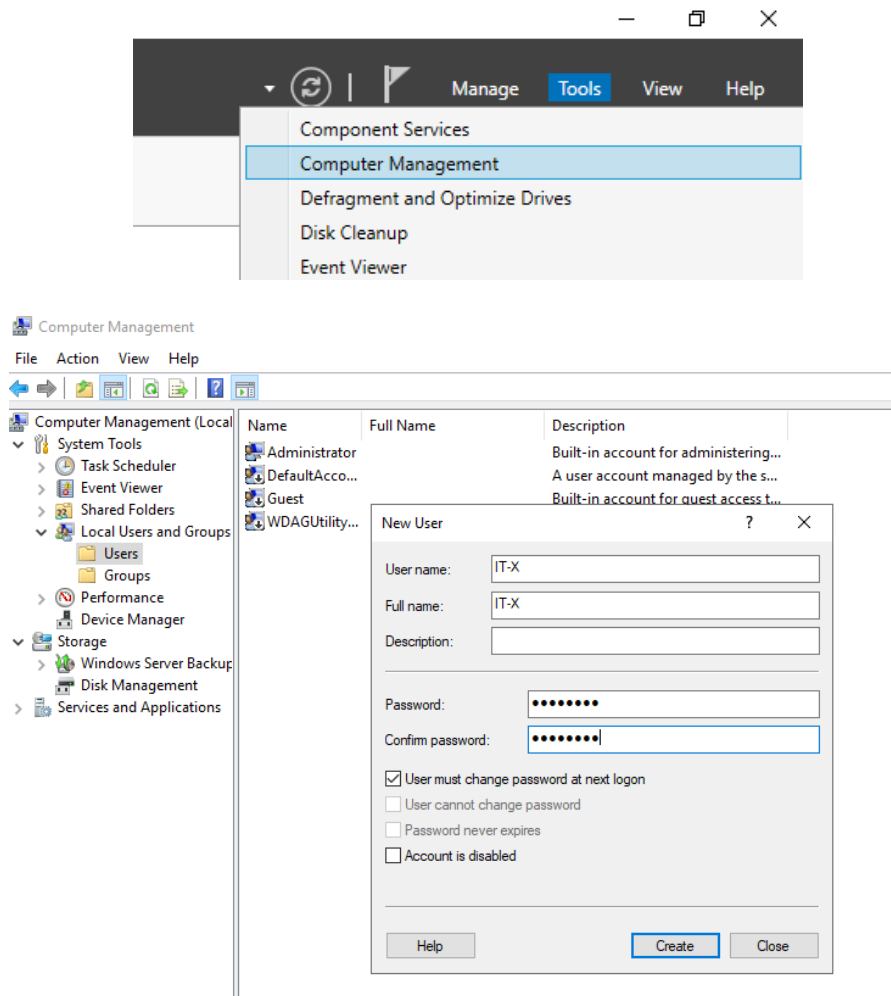 Manage Tools View Help
Component Services
Computer Management
Defragment and Optimize Drives
Disk Cleanup
Event Viewer
Computer Management
File Action View Help
Computer Management (Local
System Tools
Task Scheduler
Event Viewer
Shared Folders
Local Users and Groups
Users
Groups
Performance
Device Manager
Storage
Windows Server Backup
Disk Management
Services and Applications
Name Full Name Description
Administrator Built-in account for administering...
DefaultAcco... A user account managed by the s...
Guest Built-in account for guest access t...
WDAGUtility...
New User ? ×
User name: IT-X
Full name: IT-X
Description:
Password: ●●●●●●●●
Confirm password: ●●●●●●●●
User must change password at next logon
User cannot change password
Password never expires
Account is disabled
Help Create Close